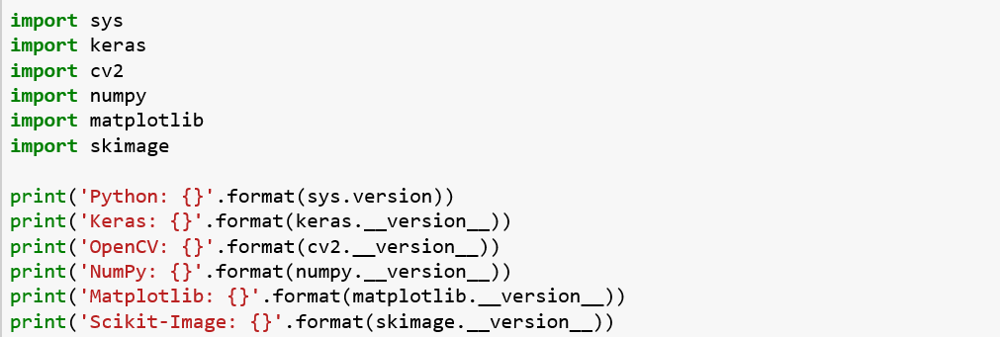 import sys
import keras
import cv2
import numpy
import matplotlib
import skimage
print('Python: {}'.format(sys.version))
print('Keras: {}'.format(keras.__version__))
print('OpenCV: {}'.format(cv2.__version__))
print('NumPy: {}'.format(numpy.__version__))
print('Matplotlib: {}'.format(matplotlib.__version__))
print('Scikit-Image: {}'.format(skimage.__version__))